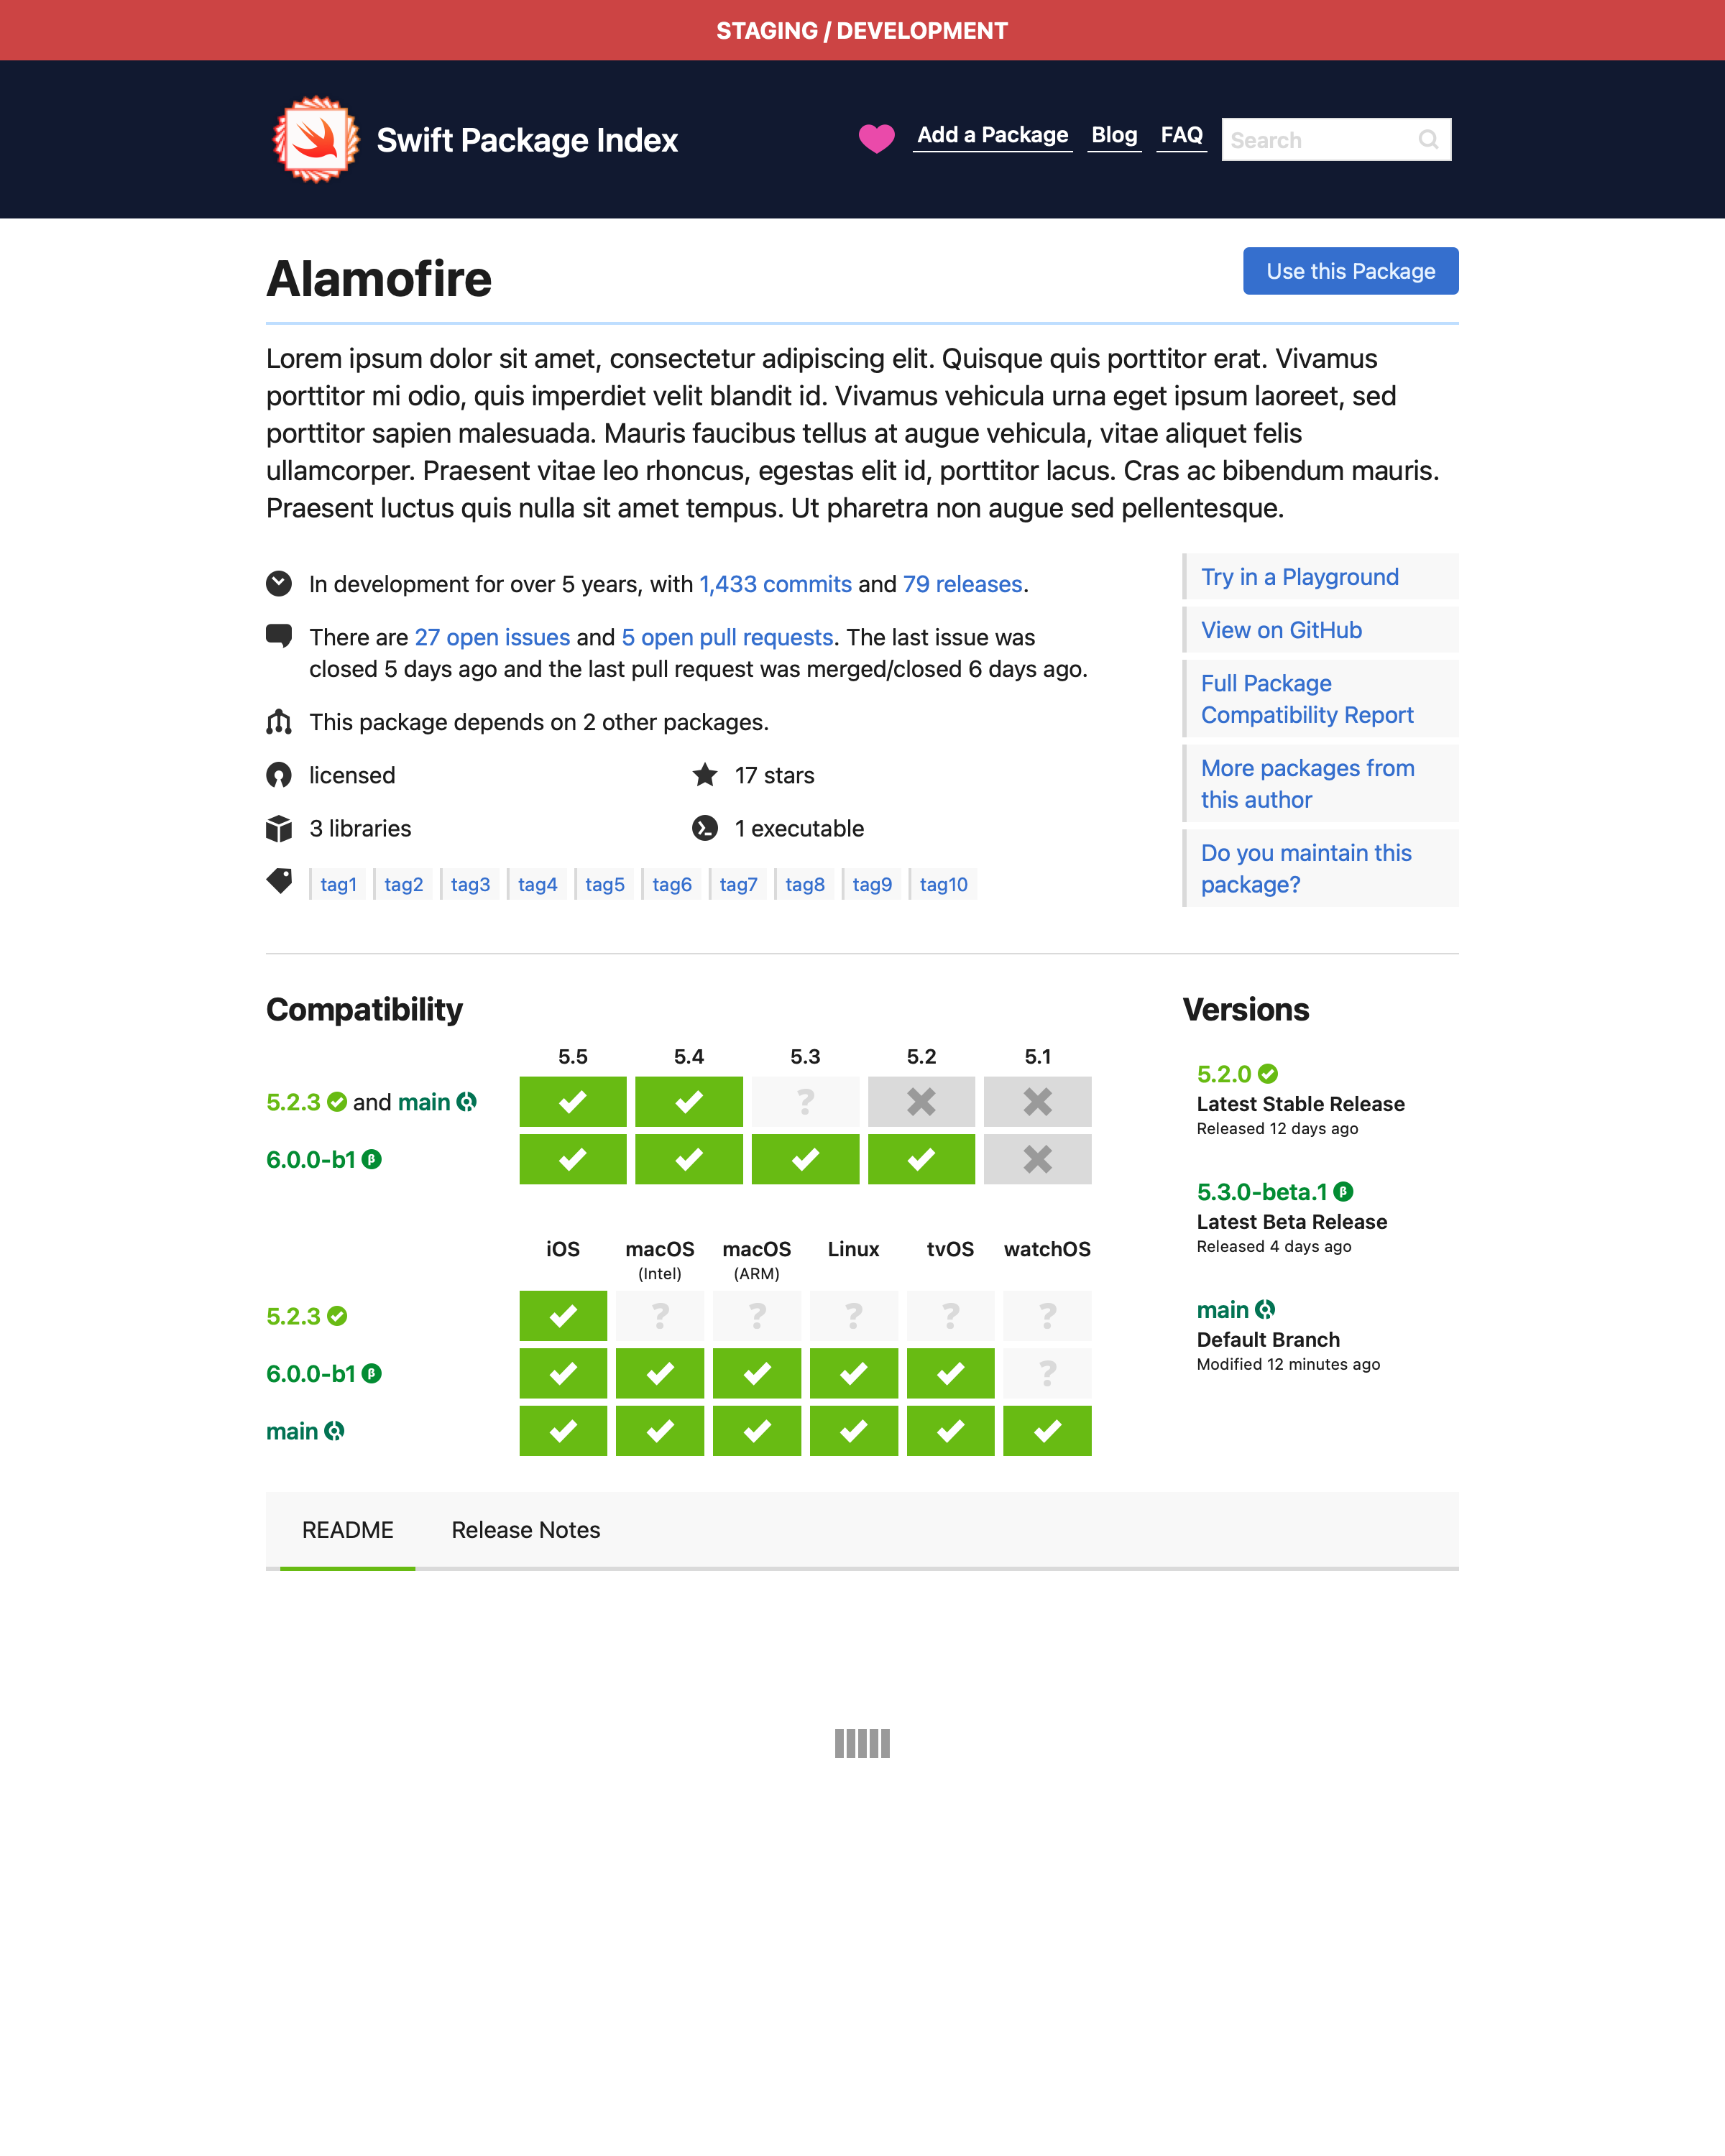 STAGING / DEVELOPMENT
Swift Package Index
Add a Package Blog FAQ Search
Alamofire
Use this Package
Lorem ipsum dolor sit amet, consectetur adipiscing elit. Quisque quis porttitor erat. Vivamus
porttitor mi odio, quis imperdiet velit blandit id. Vivamus vehicula urna eget ipsum laoreet, sed
porttitor sapien malesuada. Mauris faucibus tellus at augue vehicula, vitae aliquet felis
ullamcorper. Praesent vitae leo rhoncus, egestas elit id, porttitor lacus. Cras ac bibendum mauris.
Praesent luctus quis nulla sit amet tempus. Ut pharetra non augue sed pellentesque.
In development for over 5 years, with 1,433 commits and 79 releases.
There are 27 open issues and 5 open pull requests. The last issue was
closed 5 days ago and the last pull request was merged/closed 6 days ago.
This package depends on 2 other packages.
licensed
17 stars
3 libraries
1 executable
tag1 tag2 tag3 tag4 tag5 tag6 tag7 tag8 tag9 tag10
Try in a Playground
View on GitHub
Full Package
Compatibility Report
More packages from
this author
Do you maintain this
package?
Compatibility
5.5 5.4 5.3 5.2 5.1
5.2.3 and main ?
6.0.0-b1 β
iOS macOS macOS Linux tvOS watchOS
(Intel) (ARM)
5.2.3 ? ? ? ? ?
6.0.0-b1 β ?
main
Versions
5.2.0
Latest Stable Release
Released 12 days ago
5.3.0-beta.1 β
Latest Beta Release
Released 4 days ago
main
Default Branch
Modified 12 minutes ago
README Release Notes